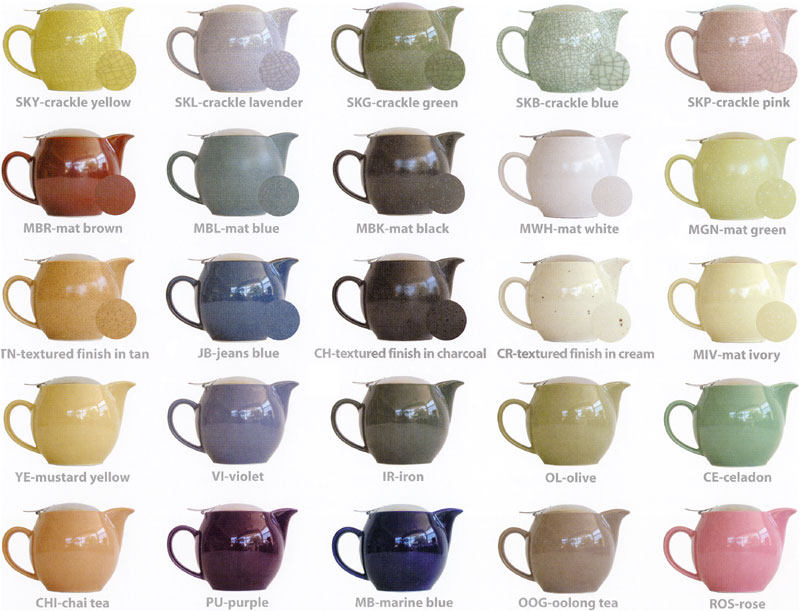 SKY-crackle yellow
SKL-crackle lavender
SKG-crackle green
SKB-crackle blue
SKP-crackle pink
MBR-mat brown
MBL-mat blue
MBK-mat black
MWH-mat white
MGN-mat green
TN-textured finish in tan
JB-jeans blue
CH-textured finish in charcoal
CR-textured finish in cream
MIV-mat ivory
YE-mustard yellow
VI-violet
IR-iron
OL-olive
CE-celadon
CHI-chai tea
PU-purple
MB-marine blue
OOG-oolong tea
ROS-rose